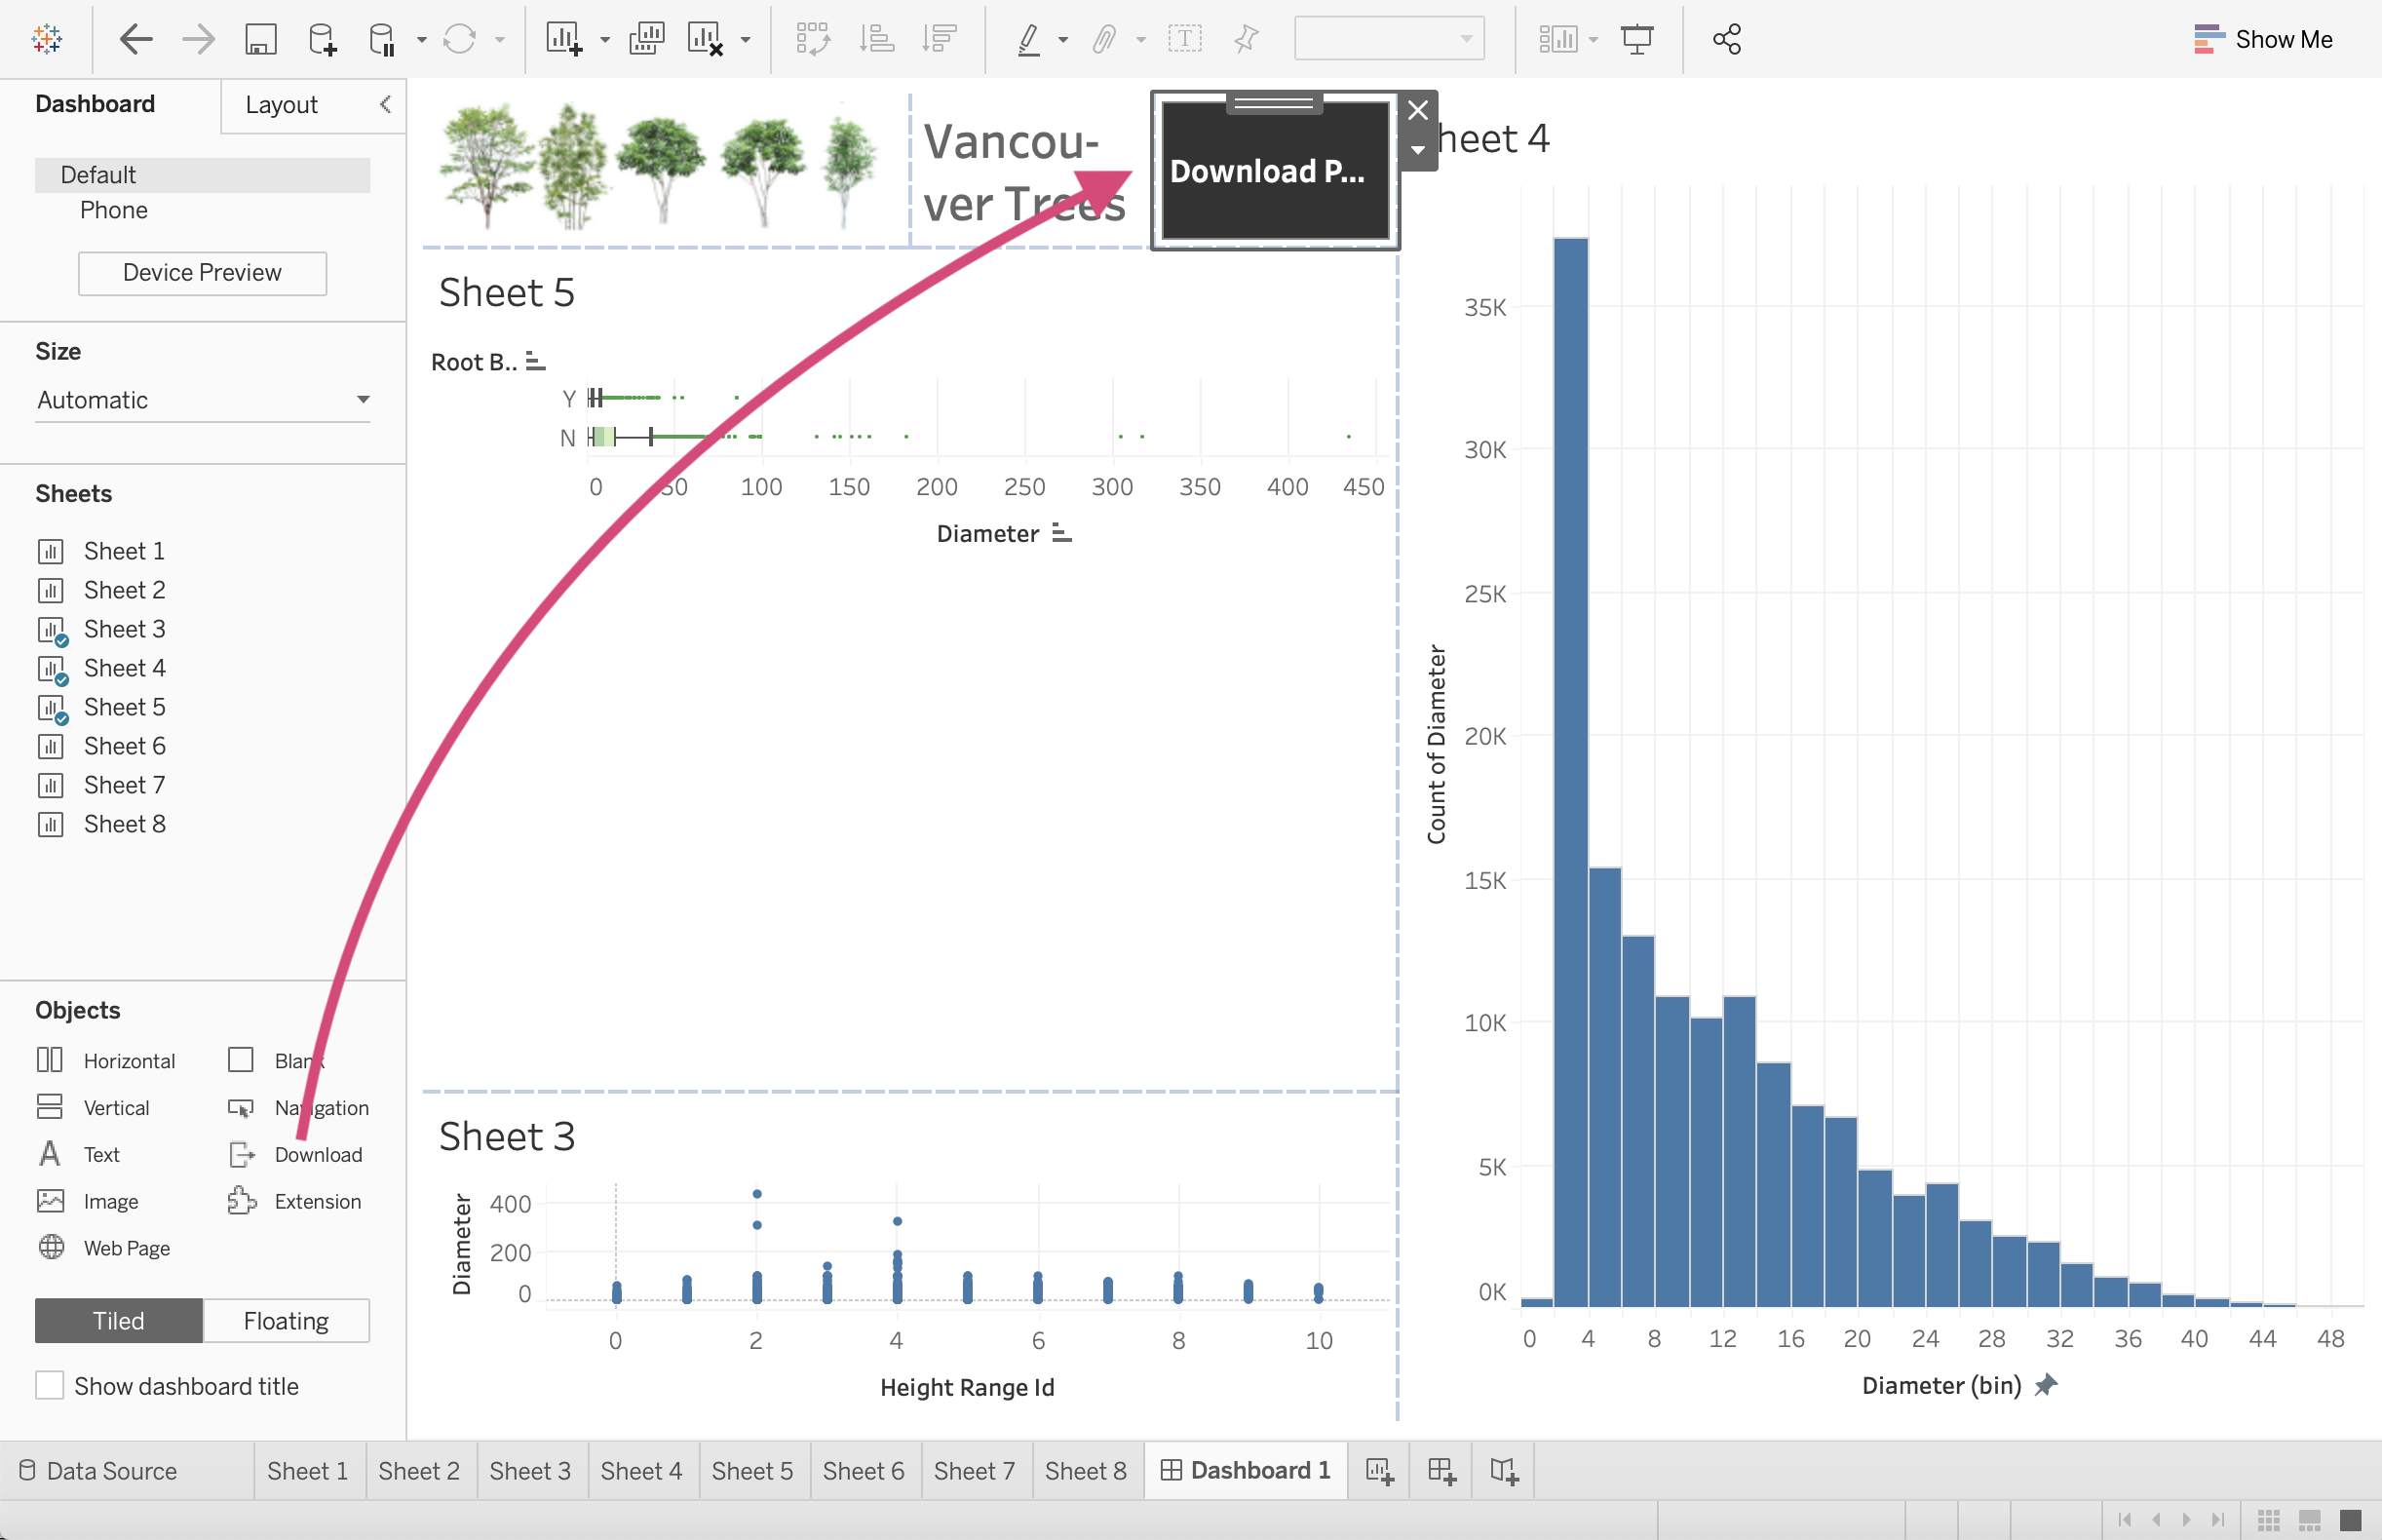 Show Me
Dashboard
Layout
Default
Phone
Device Preview
Size
Automatic
Sheets
Sheet 1
Sheet 2
Sheet 3
Sheet 4
Sheet 5
Sheet 6
Sheet 7
Sheet 8
Objects
Horizontal
Blank
Vertical
Navigation
Text
Download
Image
Extension
Web Page
Tiled
Floating
Show dashboard title
Vancou-
ver Trees
Download P...
Sheet 5
Root B..
Y
N
0 50 100 150 200 250 300 350 400 450
Diameter
Sheet 3
Diameter
400
200
0
0 2 4 6 8 10
Height Range Id
heet 4
Count of Diameter
35K
30K
25K
20K
15K
10K
5K
0K
0 4 8 12 16 20 24 28 32 36 40 44 48
Diameter (bin)
Data Source Sheet 1 Sheet 2 Sheet 3 Sheet 4 Sheet 5 Sheet 6 Sheet 7 Sheet 8 Dashboard 1